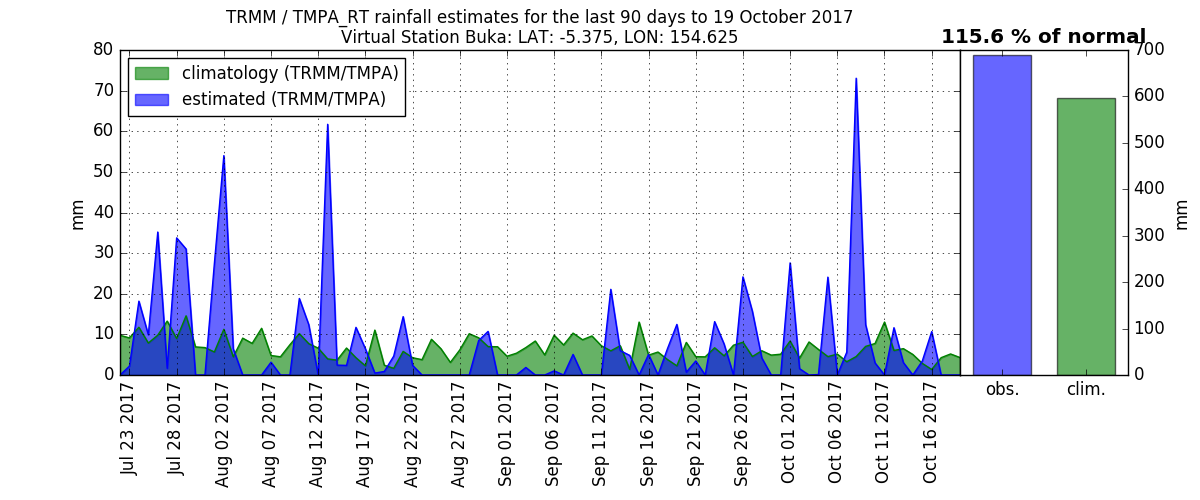 TRMM / TMPA_RT rainfall estimates for the last 90 days to 19 October 2017
Virtual Station Buka: LAT: -5.375, LON: 154.625
115.6 % of normal
climatology (TRMM/TMPA)
estimated (TRMM/TMPA)
80
70
60
50
40
30
20
10
0
mm
Jul 23 2017
Jul 28 2017
Aug 02 2017
Aug 07 2017
Aug 12 2017
Aug 17 2017
Aug 22 2017
Aug 27 2017
Sep 01 2017
Sep 06 2017
Sep 11 2017
Sep 16 2017
Sep 21 2017
Sep 26 2017
Oct 01 2017
Oct 06 2017
Oct 11 2017
Oct 16 2017
obs.
clim.
700
600
500
400
300
200
100
0
mm